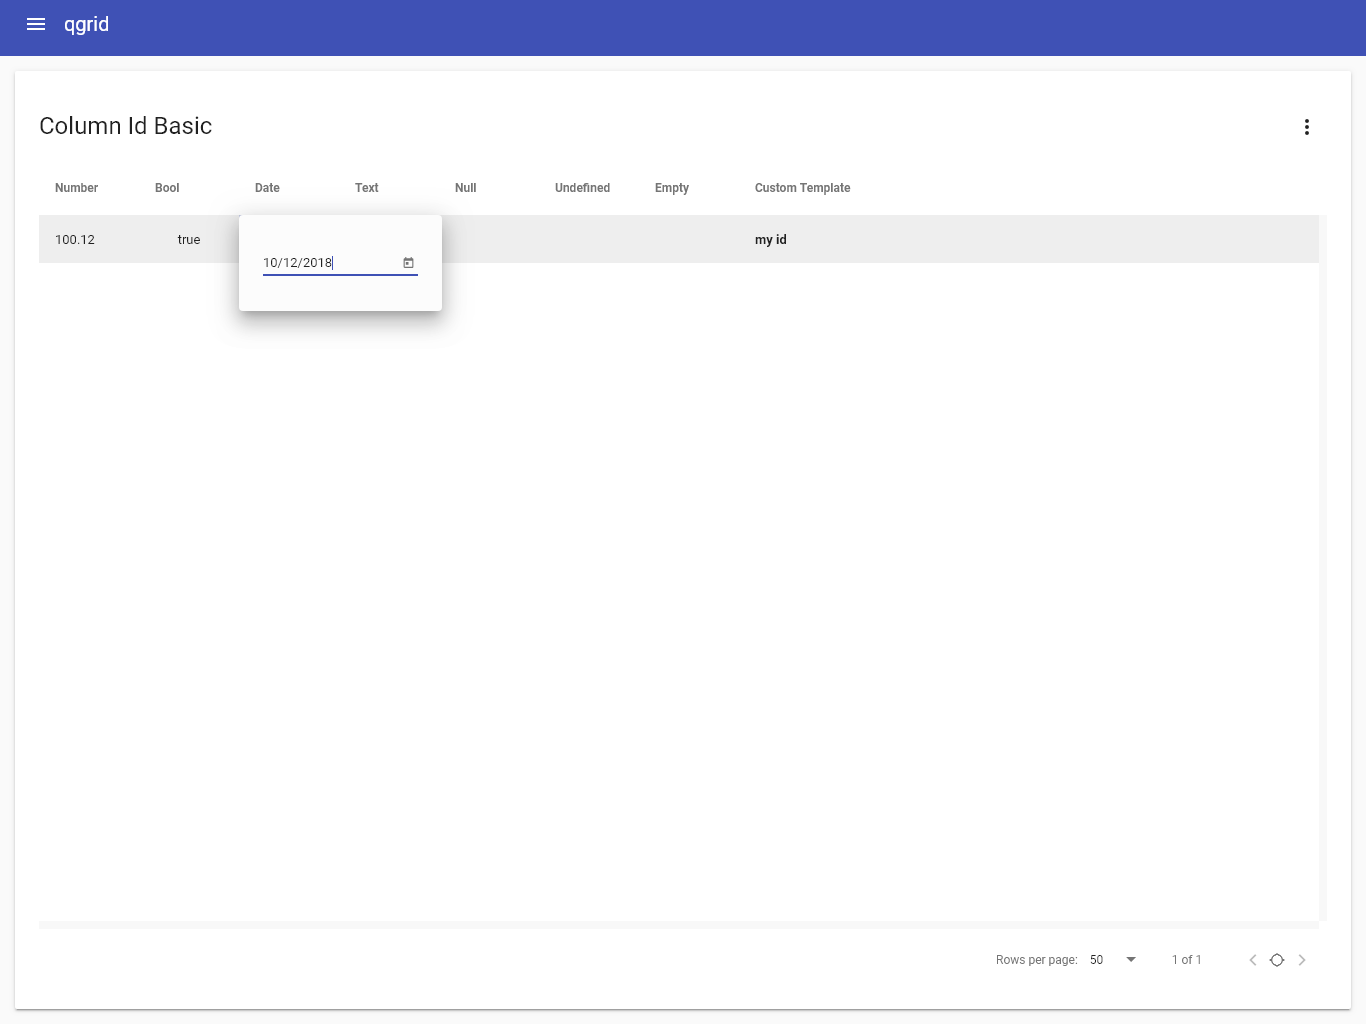 qgrid
Column Id Basic
Number Bool Date Text Null Undefined Empty Custom Template
100.12 true my id
10/12/2018
Rows per page: 50 1 of 1